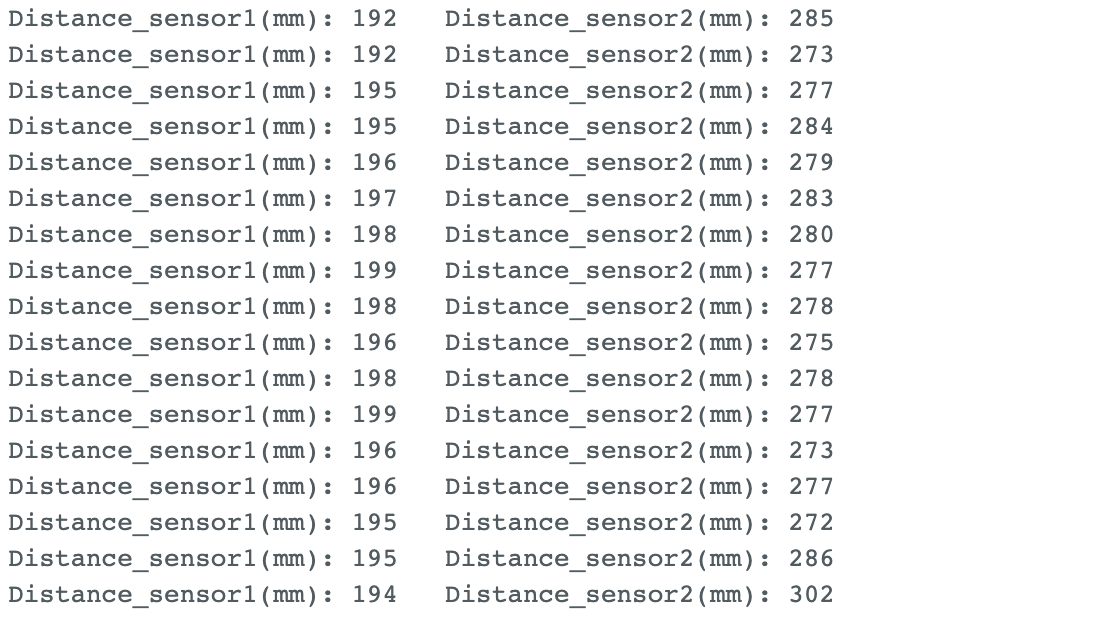 Distance_sensor1(mm): 192   Distance_sensor2(mm): 285
Distance_sensor1(mm): 192   Distance_sensor2(mm): 273
Distance_sensor1(mm): 195   Distance_sensor2(mm): 277
Distance_sensor1(mm): 195   Distance_sensor2(mm): 284
Distance_sensor1(mm): 196   Distance_sensor2(mm): 279
Distance_sensor1(mm): 197   Distance_sensor2(mm): 283
Distance_sensor1(mm): 198   Distance_sensor2(mm): 280
Distance_sensor1(mm): 199   Distance_sensor2(mm): 277
Distance_sensor1(mm): 198   Distance_sensor2(mm): 278
Distance_sensor1(mm): 196   Distance_sensor2(mm): 275
Distance_sensor1(mm): 198   Distance_sensor2(mm): 278
Distance_sensor1(mm): 199   Distance_sensor2(mm): 277
Distance_sensor1(mm): 196   Distance_sensor2(mm): 273
Distance_sensor1(mm): 196   Distance_sensor2(mm): 277
Distance_sensor1(mm): 195   Distance_sensor2(mm): 272
Distance_sensor1(mm): 195   Distance_sensor2(mm): 286
Distance_sensor1(mm): 194   Distance_sensor2(mm): 302